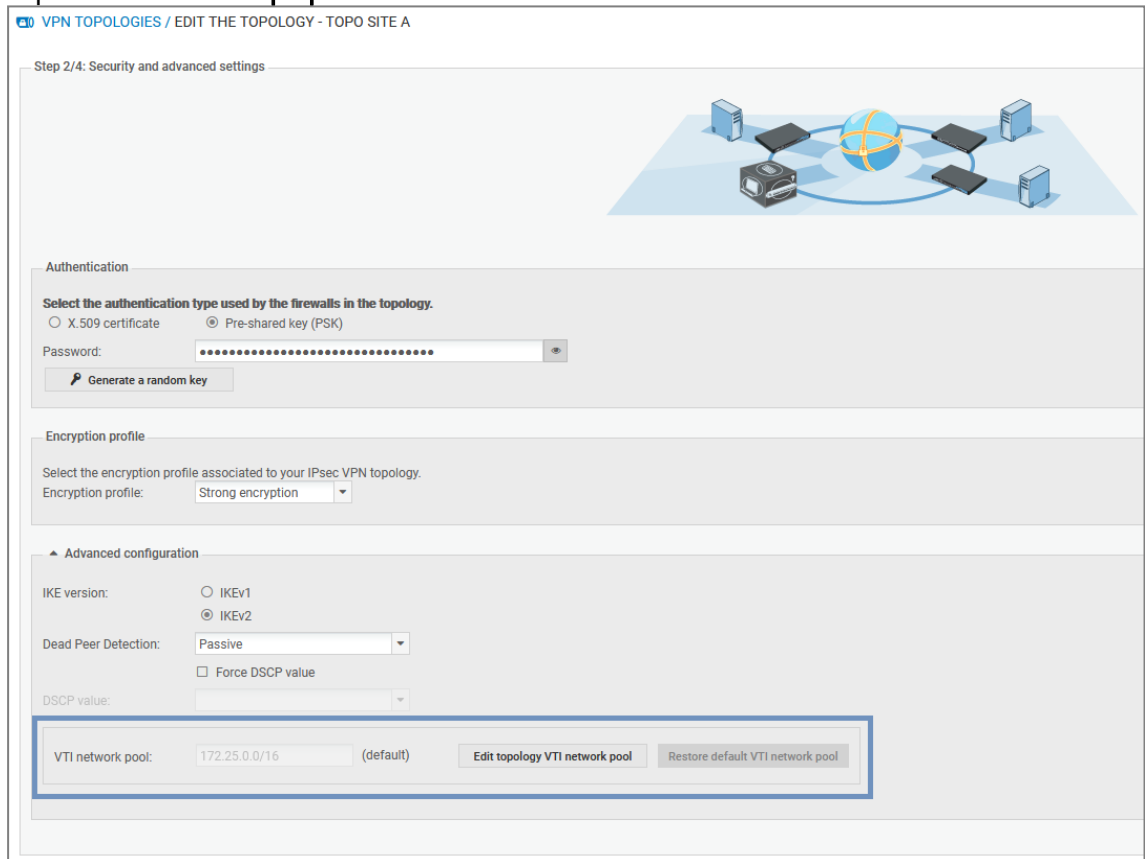 VPN TOPOLOGIES / EDIT THE TOPOLOGY - TOPO SITE A
Step 2/4: Security and advanced settings
Authentication
Select the authentication type used by the firewalls in the topology.
X.509 certificate Pre-shared key (PSK)
Password: ••••••••••••••••••••••••••••••••
Generate a random key
Encryption profile
Select the encryption profile associated to your IPsec VPN topology.
Encryption profile: Strong encryption
Advanced configuration
IKE version: IKEv1
IKEv2
Dead Peer Detection: Passive
Force DSCP value
DSCP value:
VTI network pool: 172.25.0.0/16 (default) Edit topology VTI network pool Restore default VTI network pool